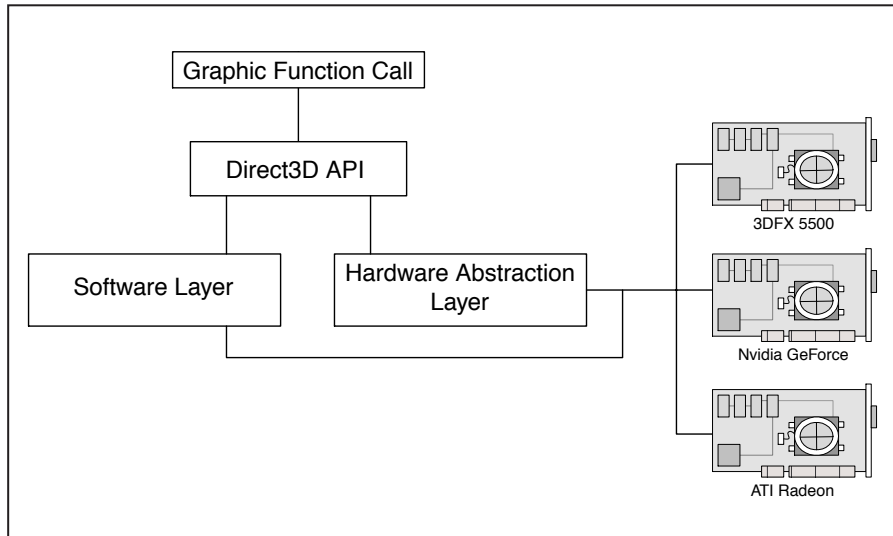 Graphic Function Call
Direct3D API
Software Layer
Hardware Abstraction
Layer
3DFX 5500
Nvidia GeForce
ATI Radeon